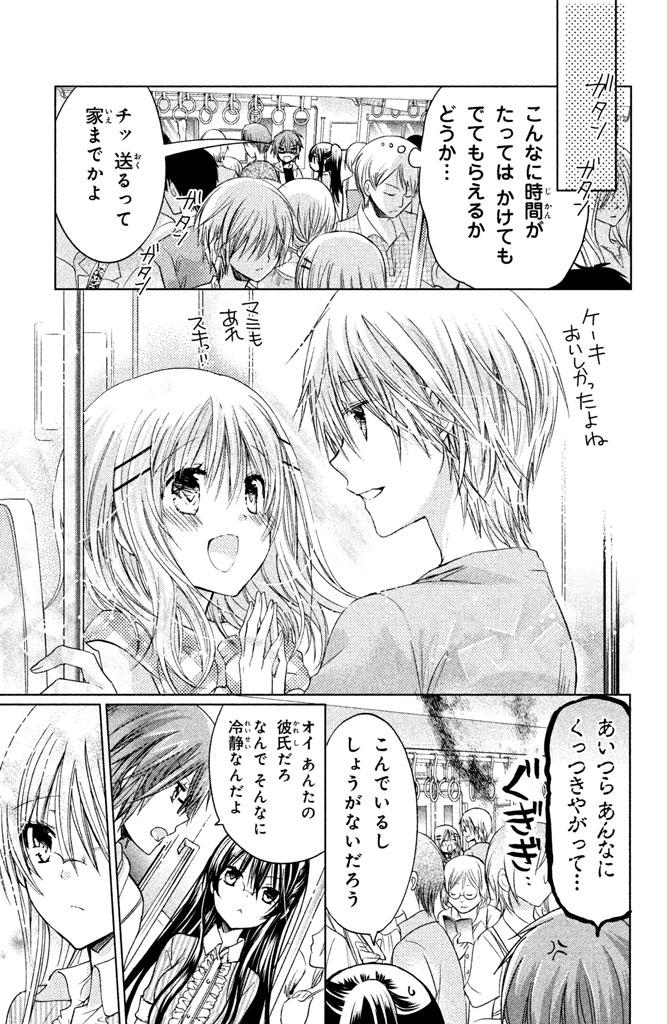 ガタン
ガタン
こんなに時間が
たってはかけても
でてもらえるか
どうか…
チッ 送るって
家までかよ
ガタン
ガタン
ケーキ
おいしかったよね
マミも
あれ
スキっ…
あいつら あんなに
くっつきやがって…
ぐぎぎ…
こんでいるし
しょうがないだろう
オイ あんたの
彼氏だろ
なんで そんなに
冷静なんだよ